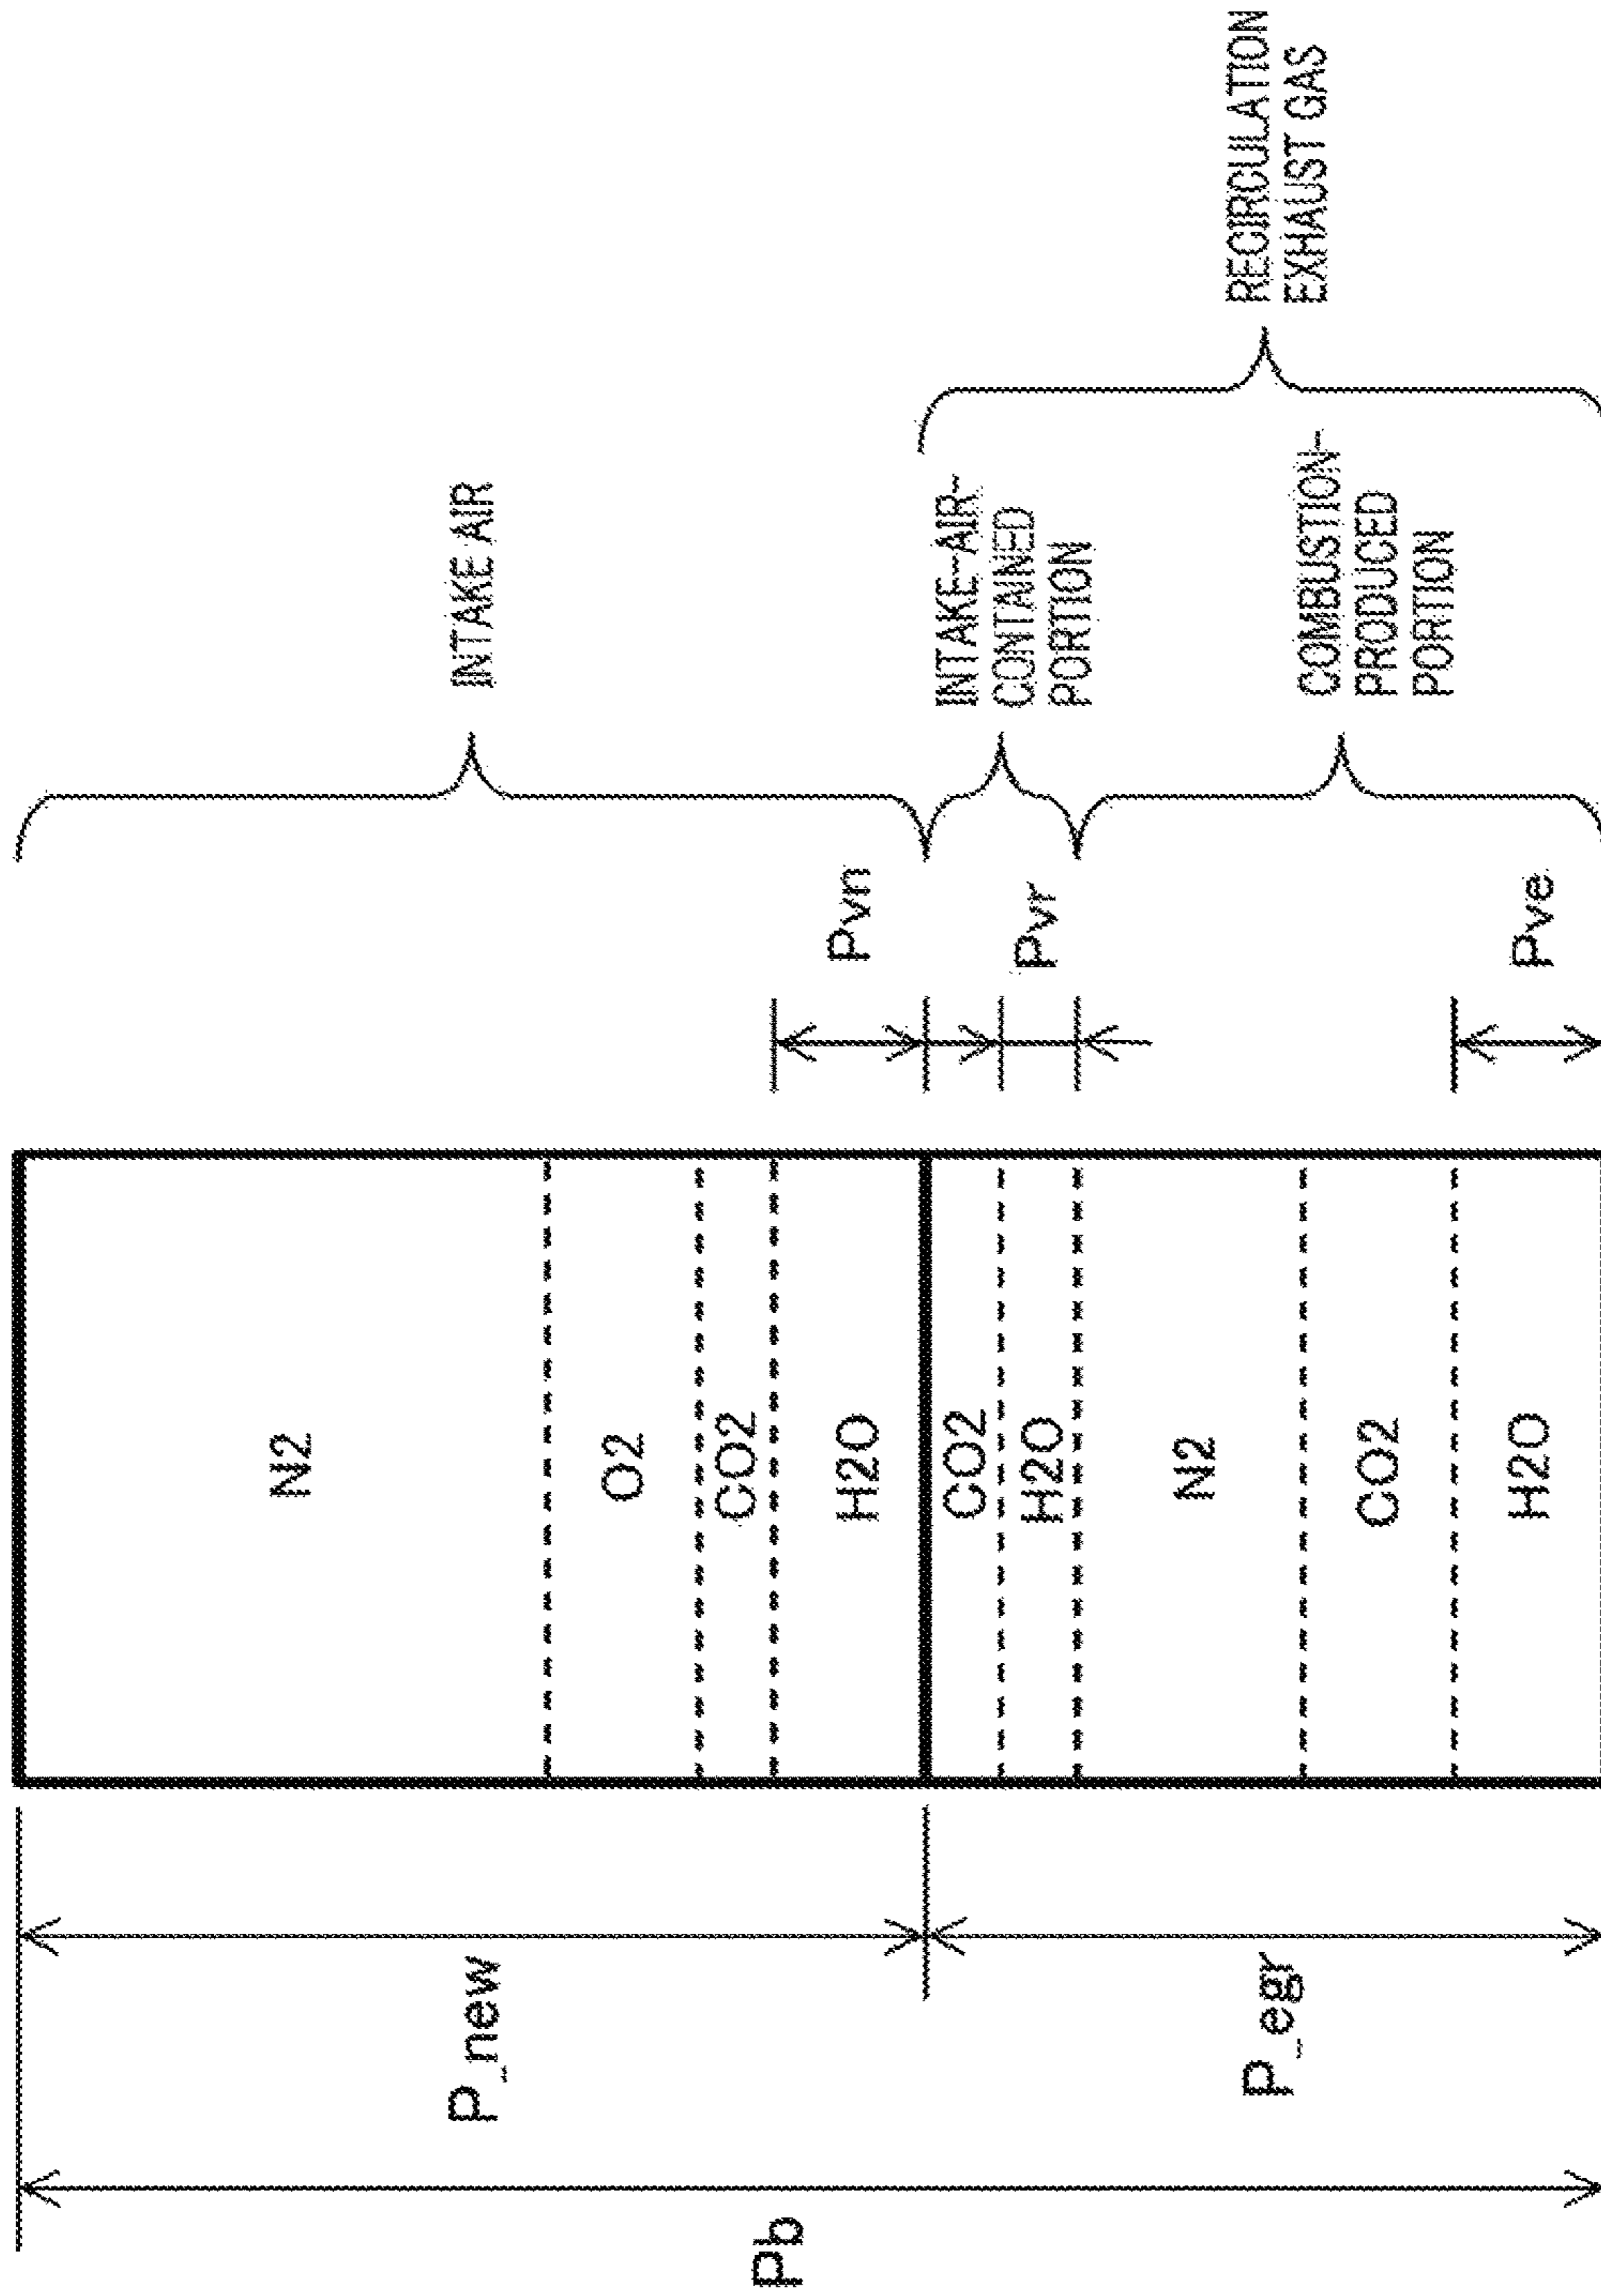 Pb
P_new
P_egr
N2
O2
CO2
H2O
CO2
H2O
N2
CO2
H2O
Pvn
Pvr
Pve
INTAKE AIR
INTAKE-AIR-
CONTAINED
PORTION
COMBUSTION-
PRODUCED
PORTION
RECIRCULATION
EXHAUST GAS